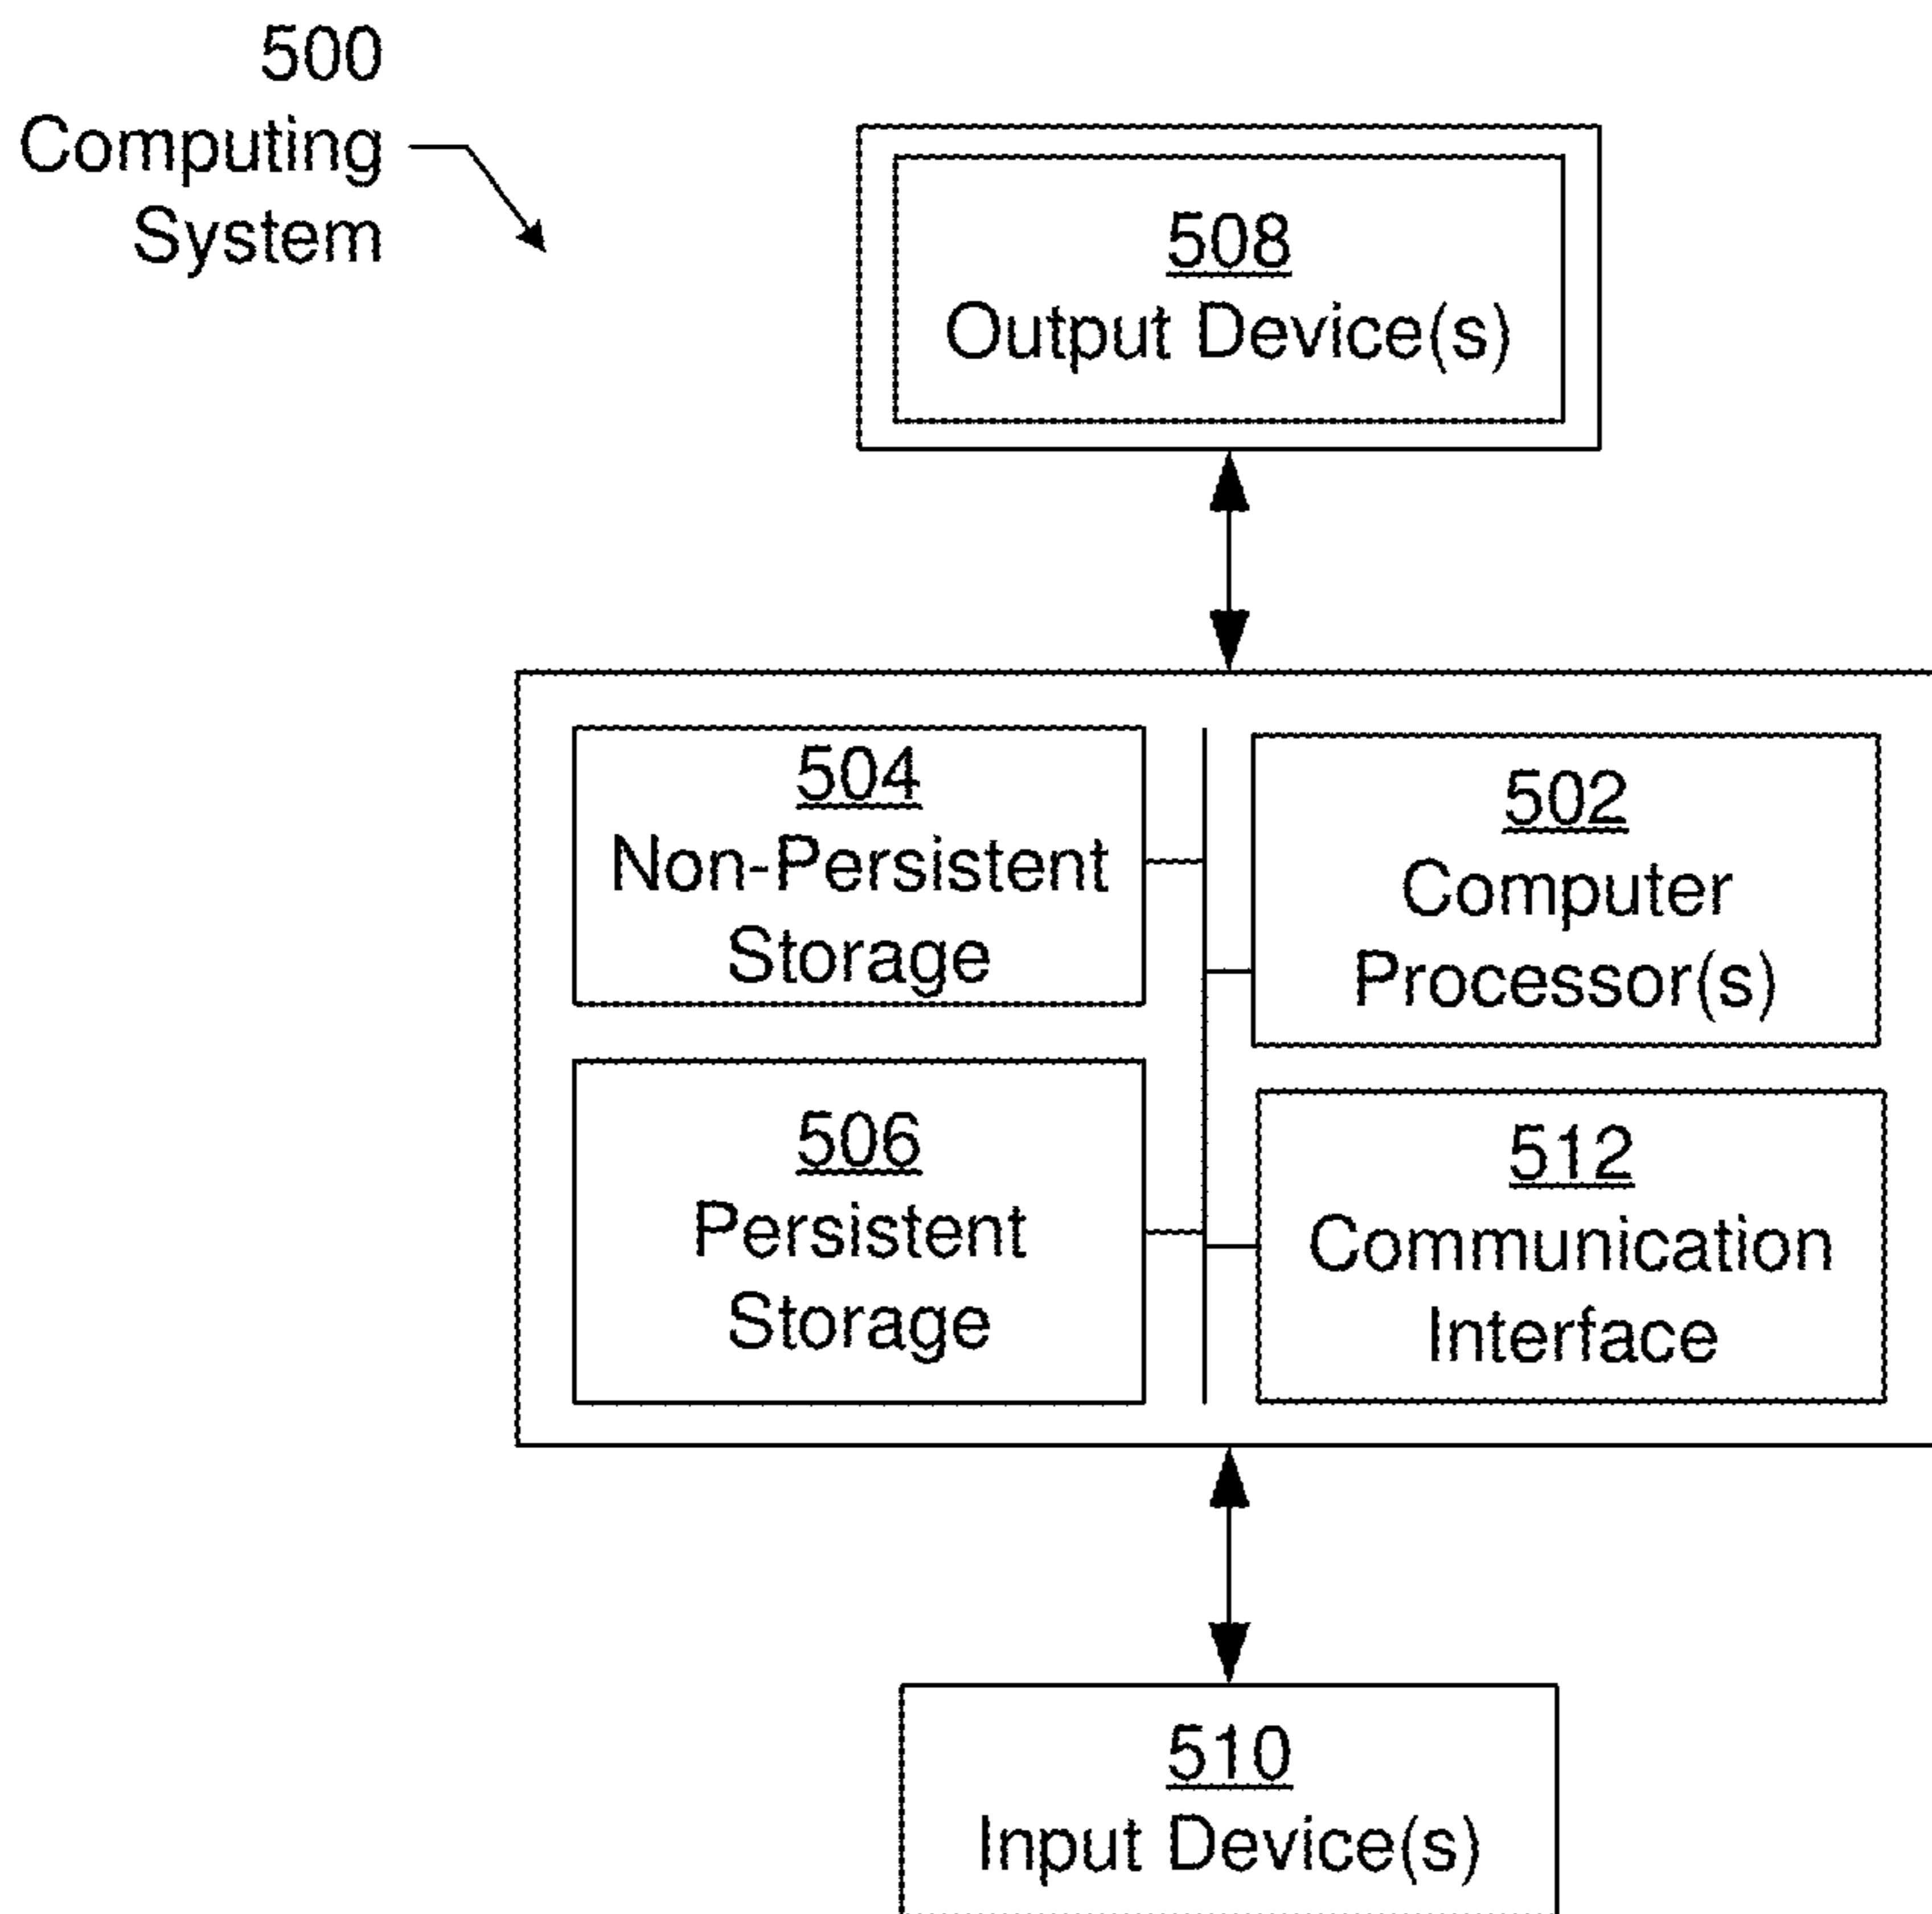 500
Computing
System
508
Output Device(s)
504
Non-Persistent
Storage
502
Computer
Processor(s)
506
Persistent
Storage
512
Communication
Interface
510
Input Device(s)